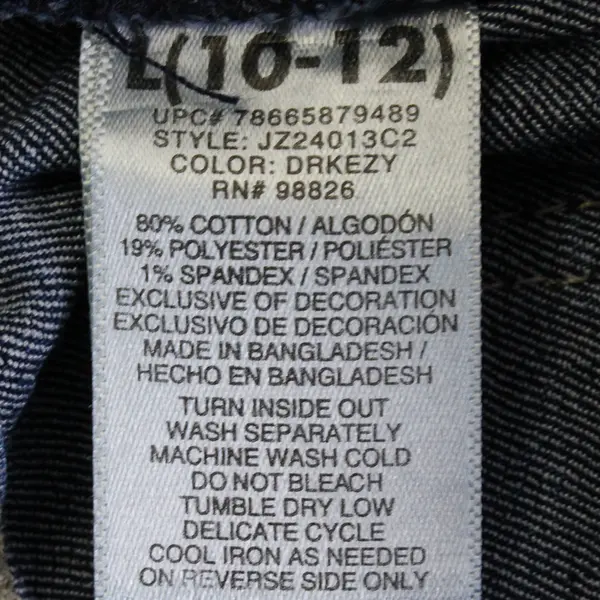 L(10-12)
UPC# 78665879489
STYLE: JZ24013C2
COLOR: DRKEZY
RN# 98826
80% COTTON / ALGODÓN
19% POLYESTER / POLIÉSTER
1% SPANDEX / SPANDEX
EXCLUSIVE OF DECORATION
EXCLUSIVO DE DECORACIÓN
MADE IN BANGLADESH /
HECHO EN BANGLADESH
TURN INSIDE OUT
WASH SEPARATELY
MACHINE WASH COLD
DO NOT BLEACH
TUMBLE DRY LOW
DELICATE CYCLE
COOL IRON AS NEEDED
ON REVERSE SIDE ONLY